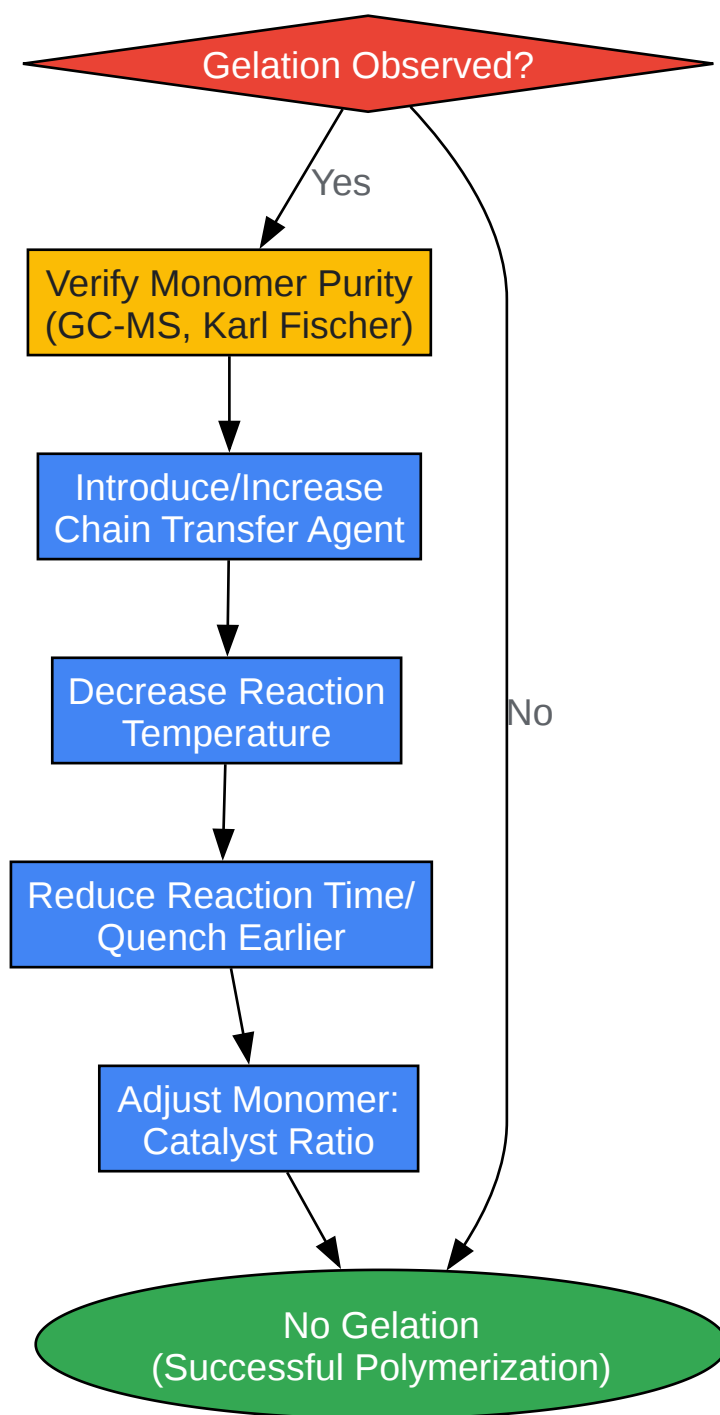 Gelation Observed?
Yes
Verify Monomer Purity
(GC-MS, Karl Fischer)
Introduce/Increase
Chain Transfer Agent
Decrease Reaction
Temperature
No
Reduce Reaction Time/
Quench Earlier
Adjust Monomer:
Catalyst Ratio
No Gelation
(Successful Polymerization)